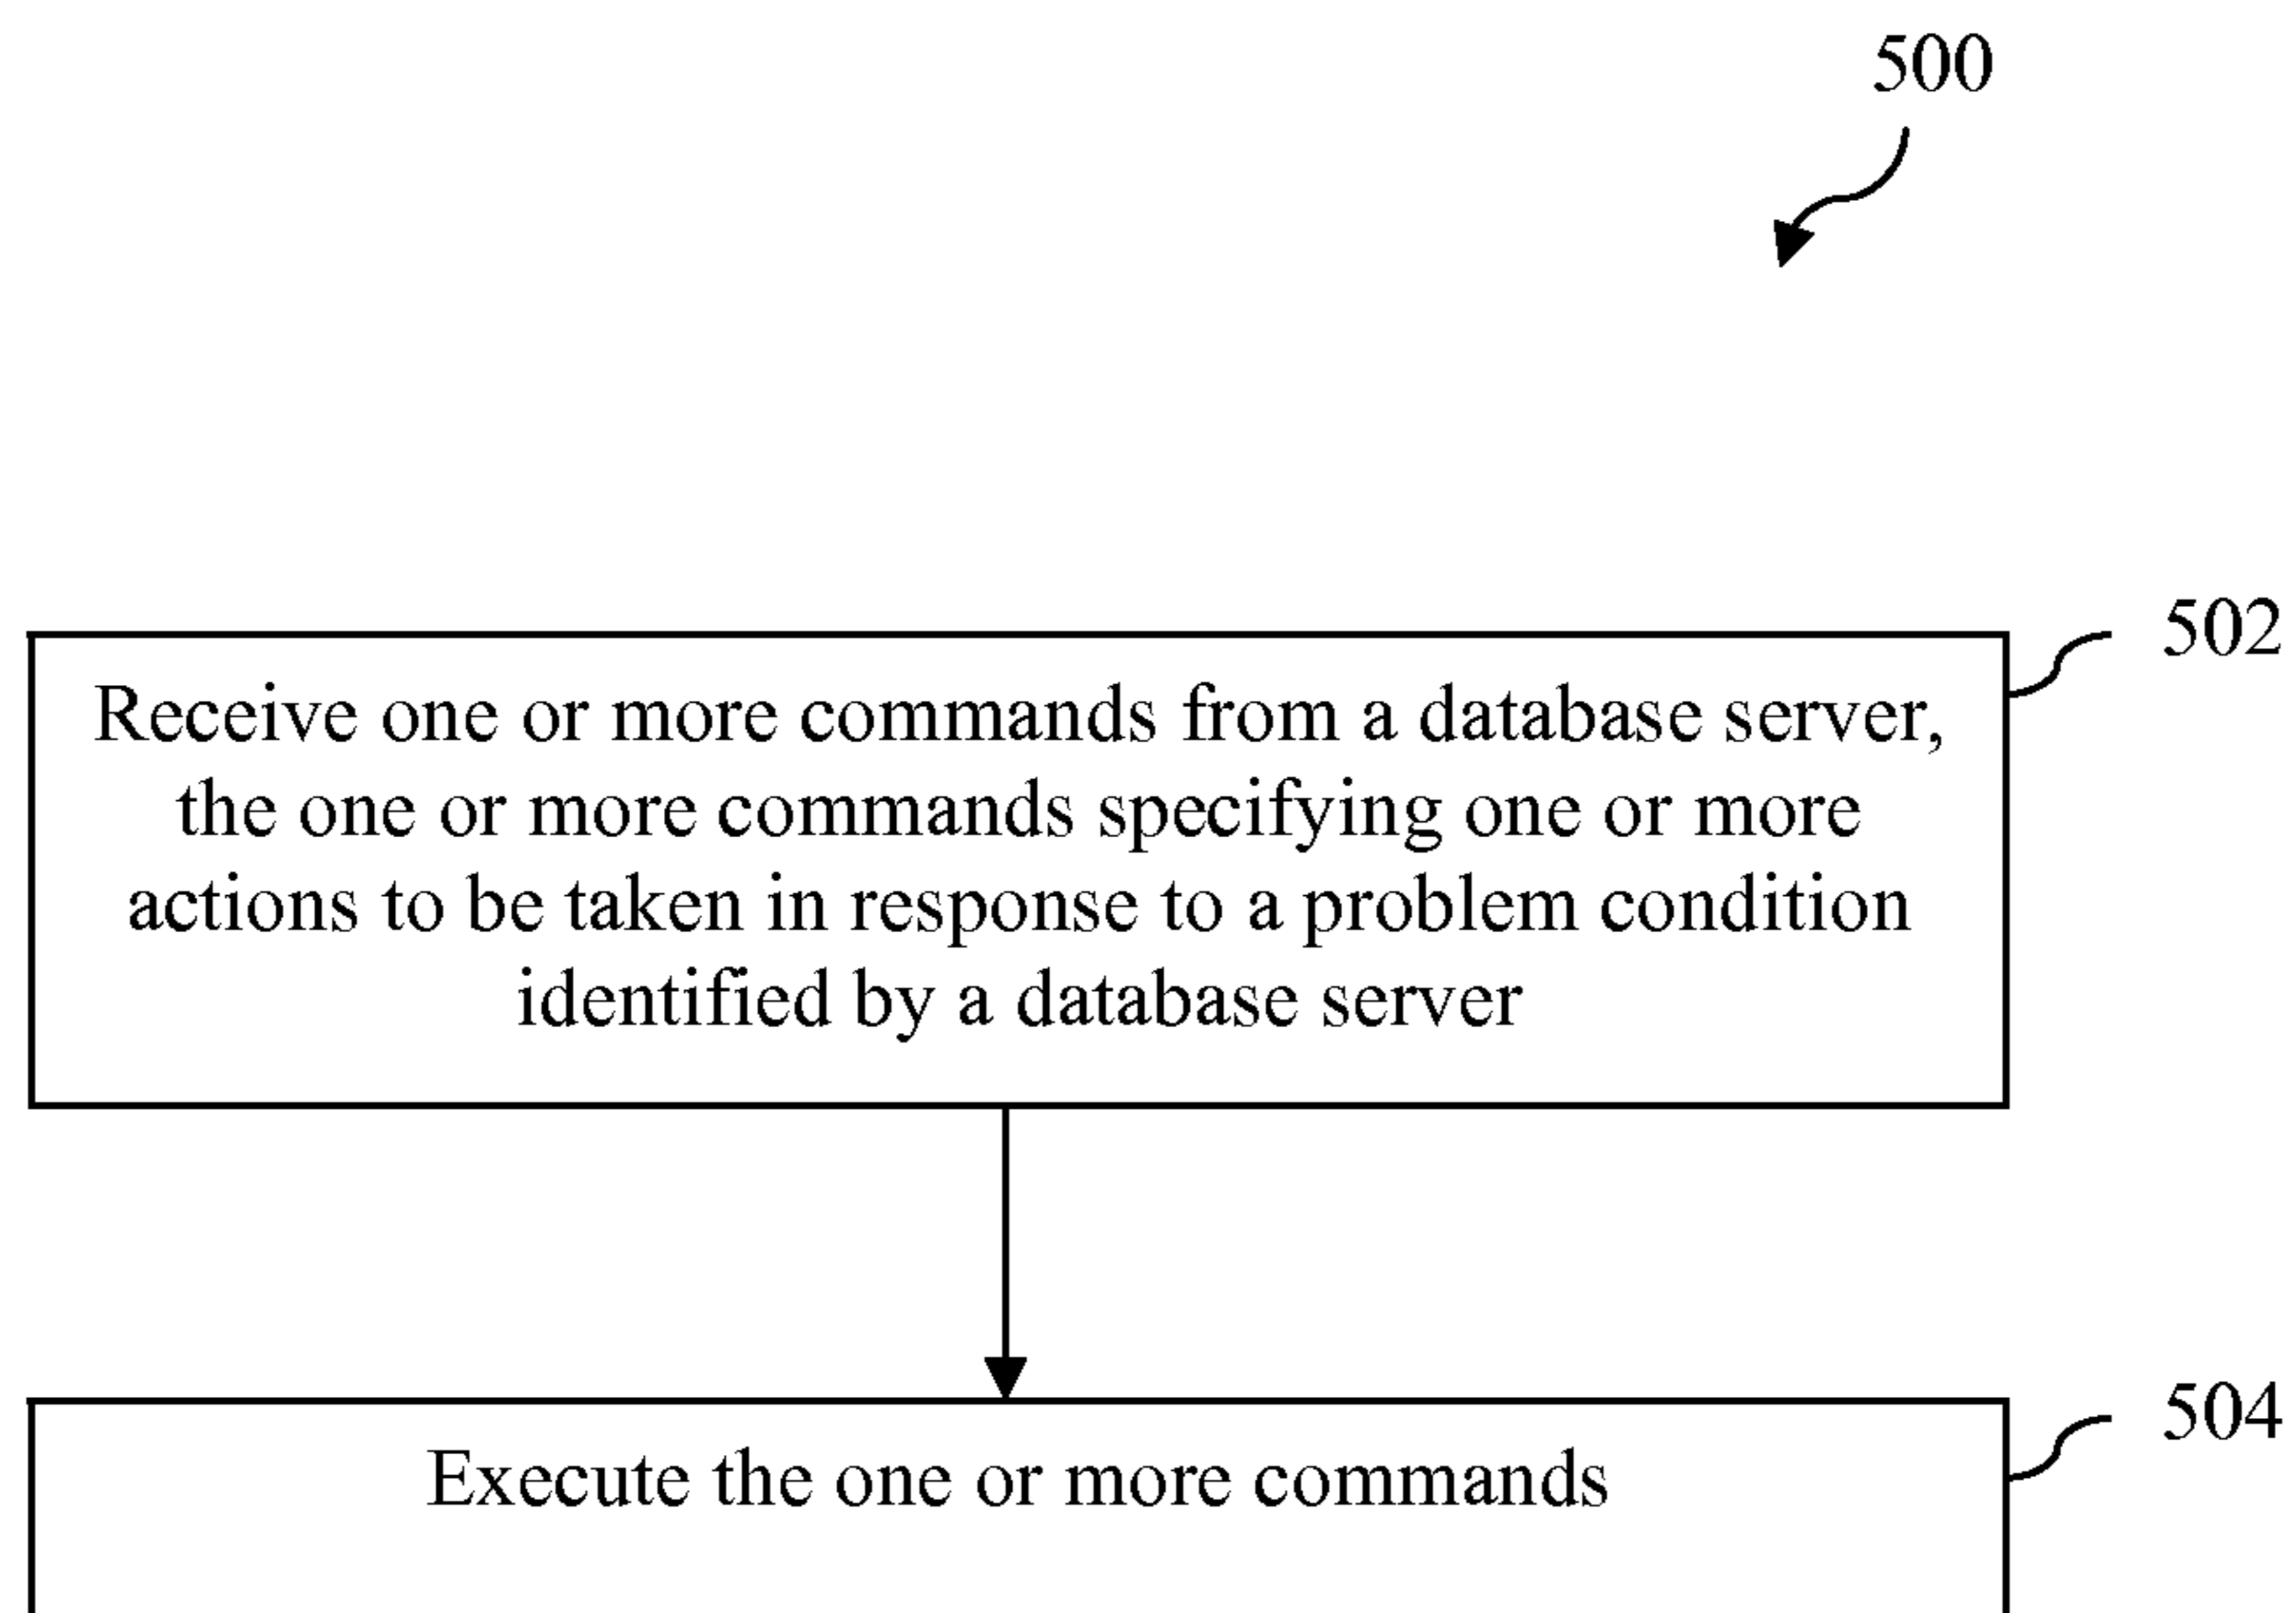 500
502
Receive one or more commands from a database server,
the one or more commands specifying one or more
actions to be taken in response to a problem condition
identified by a database server
504
Execute the one or more commands